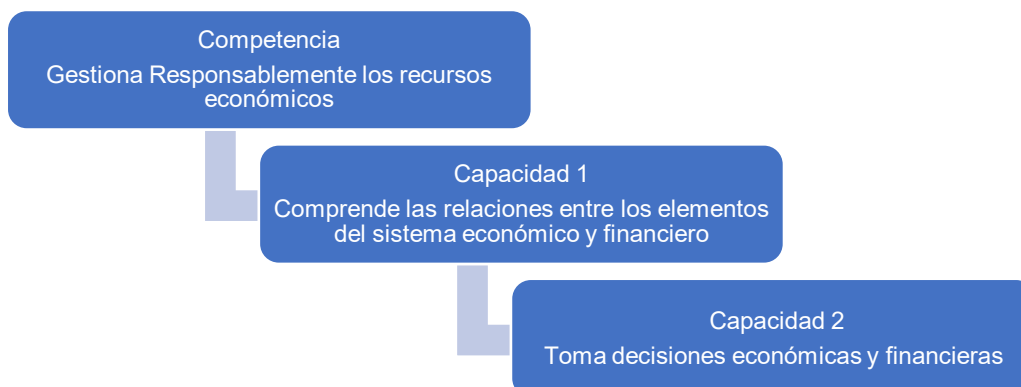 Competencia
Gestiona Responsablemente los recursos
económicos
Capacidad 1
Comprende las relaciones entre los elementos
del sistema económico y financiero
Capacidad 2
Toma decisiones económicas y financieras